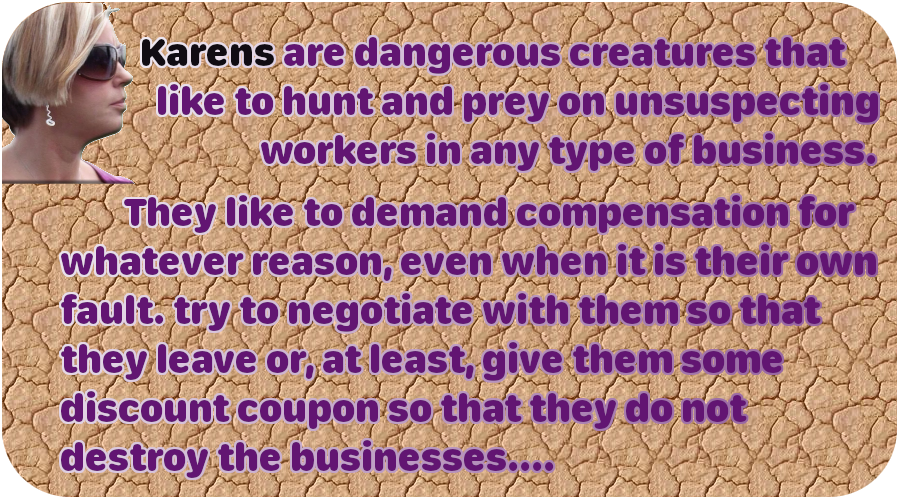 Karens are dangerous creatures that
like to hunt and prey on unsuspecting
workers in any type of business.
They like to demand compensation for
whatever reason, even when it is their own
fault. try to negotiate with them so that
they leave or, at least, give them some
discount coupon so that they do not
destroy the businesses....